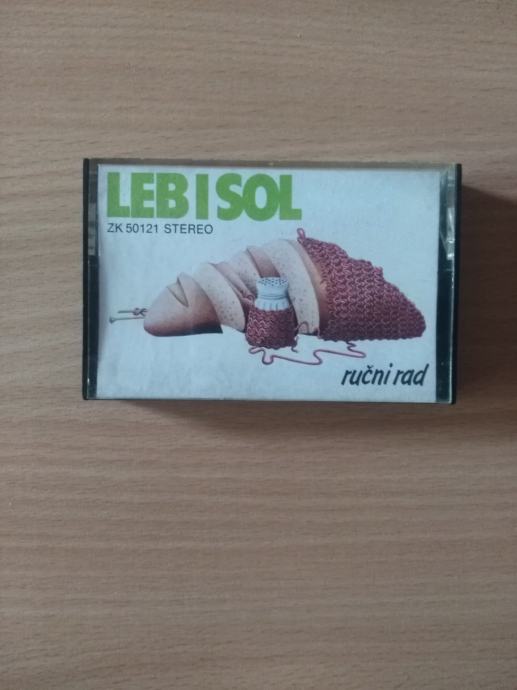 LEB I SOL
ZK 50121 STEREO
ručni rad